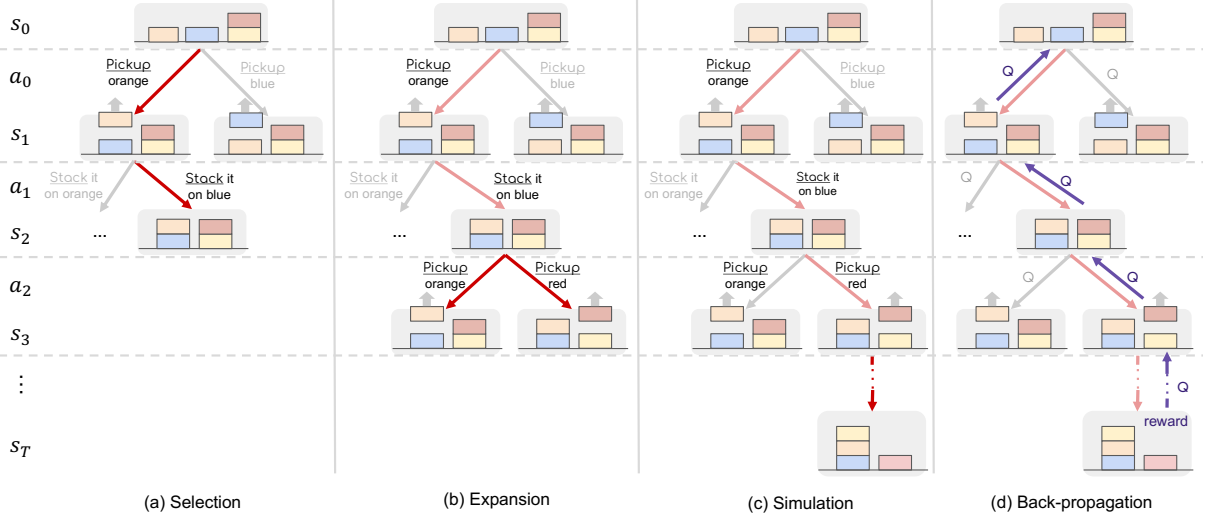 s₀
a₀
s₁
a₁
s₂
a₂
s₃
⋮
s_T
Pickup
orange
Pickup
blue
Stack it
on orange
Stack it
on blue
...
(a) Selection
Pickup
orange
Pickup
blue
Stack it
on orange
Stack it
on blue
...
Pickup
orange
Pickup
red
(b) Expansion
Pickup
orange
Pickup
blue
Stack it
on orange
Stack it
on blue
...
Pickup
orange
Pickup
red
(c) Simulation
Q
Q
Q
Q
...
Q
Q
Q
reward
(d) Back-propagation